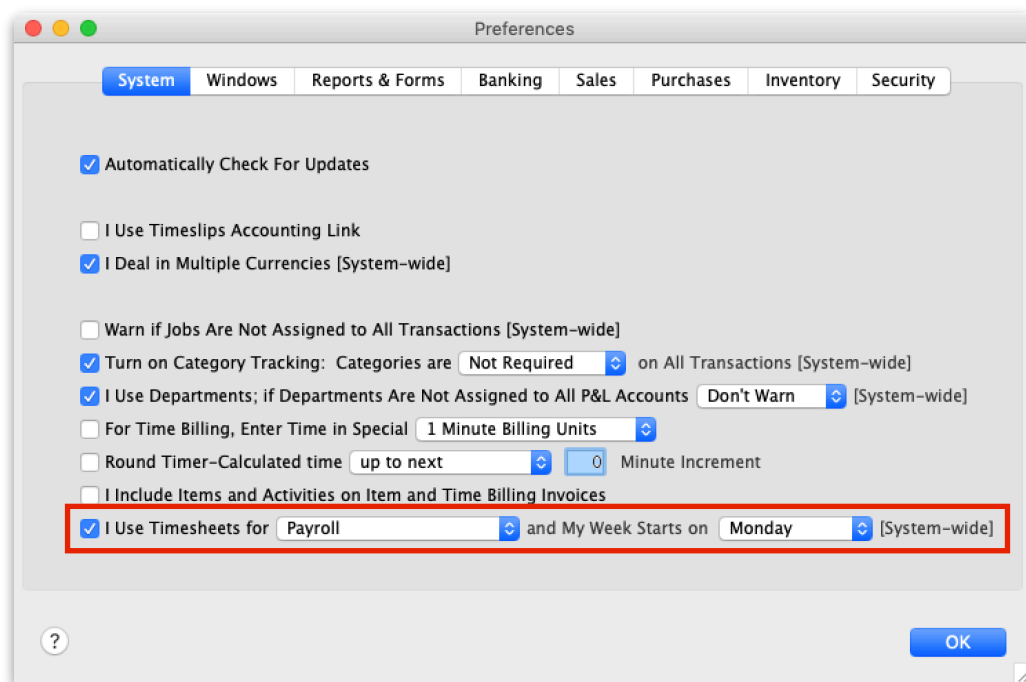 Preferences
System Windows Reports & Forms Banking Sales Purchases Inventory Security
Automatically Check For Updates
I Use Timeslips Accounting Link
I Deal in Multiple Currencies [System-wide]
Warn if Jobs Are Not Assigned to All Transactions [System-wide]
Turn on Category Tracking: Categories are Not Required on All Transactions [System-wide]
I Use Departments; if Departments Are Not Assigned to All P&L Accounts Don't Warn [System-wide]
For Time Billing, Enter Time in Special 1 Minute Billing Units
Round Timer-Calculated time up to next 0 Minute Increment
I Include Items and Activities on Item and Time Billing Invoices
I Use Timesheets for Payroll and My Week Starts on Monday [System-wide]
? OK